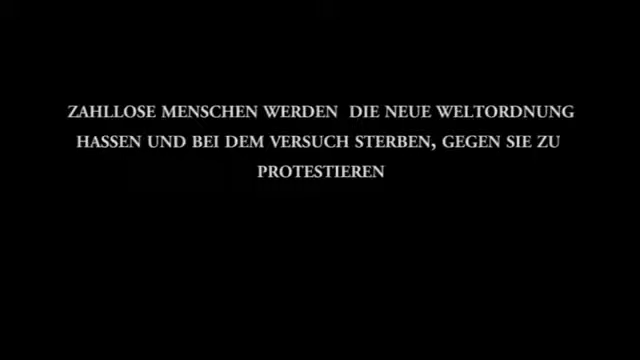 ZAHLLOSE MENSCHEN WERDEN DIE NEUE WELTORDNUNG
HASSEN UND BEI DEM VERSUCH STERBEN, GEGEN SIE ZU
PROTESTIEREN